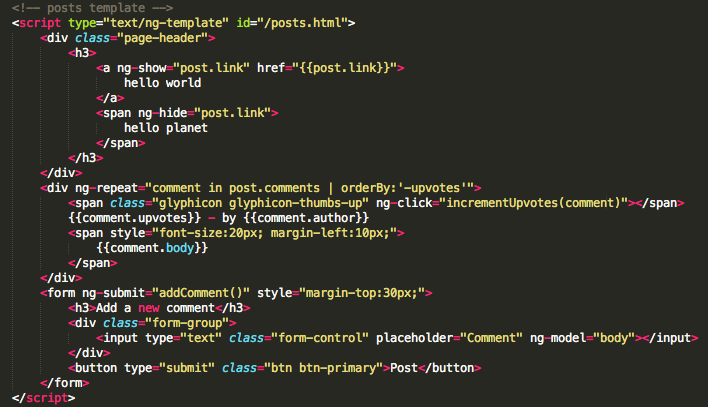 <!-- posts template -->
<script type="text/ng-template" id="/posts.html">
    <div class="page-header">
        <h3>
            <a ng-show="post.link" href="{{post.link}}">
                hello world
            </a>
            <span ng-hide="post.link">
                hello planet
            </span>
        </h3>
    </div>
    <div ng-repeat="comment in post.comments | orderBy:'-upvotes'">
        <span class="glyphicon glyphicon-thumbs-up" ng-click="incrementUpvotes(comment)"></span>
        {{comment.upvotes}} - by {{comment.author}}
        <span style="font-size:20px; margin-left:10px;">
            {{comment.body}}
        </span>
    </div>
    <form ng-submit="addComment()" style="margin-top:30px;">
        <h3>Add a new comment</h3>
        <div class="form-group">
            <input type="text" class="form-control" placeholder="Comment" ng-model="body"></input>
        </div>
        <button type="submit" class="btn btn-primary">Post</button>
    </form>
</script>